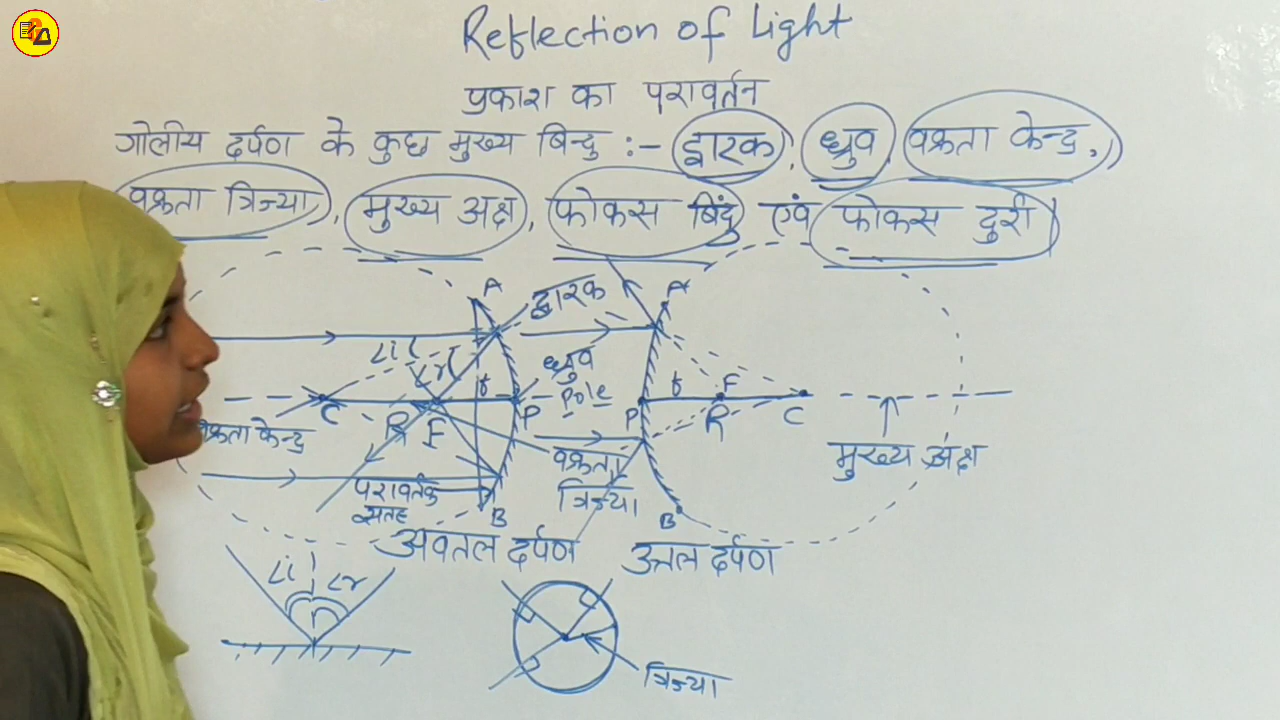 Reflection of Light
प्रकाश का परावर्तन
गोलीय दर्पण के कुछ मुख्य बिन्दु :- द्वारक, ध्रुव, वक्रता केन्द्र,
वक्रता त्रिज्या, मुख्य अक्ष, फोकस बिंदु एवं फोकस दुरी
A द्वारक A
∠i ∠r ध्रुव
f Pole f F
C R F P P R C
वक्रता केन्द्र वक्रता त्रिज्या मुख्य अक्ष
परावर्तक सतह B B
अवतल दर्पण उत्तल दर्पण
∠i ∠r
त्रिज्या